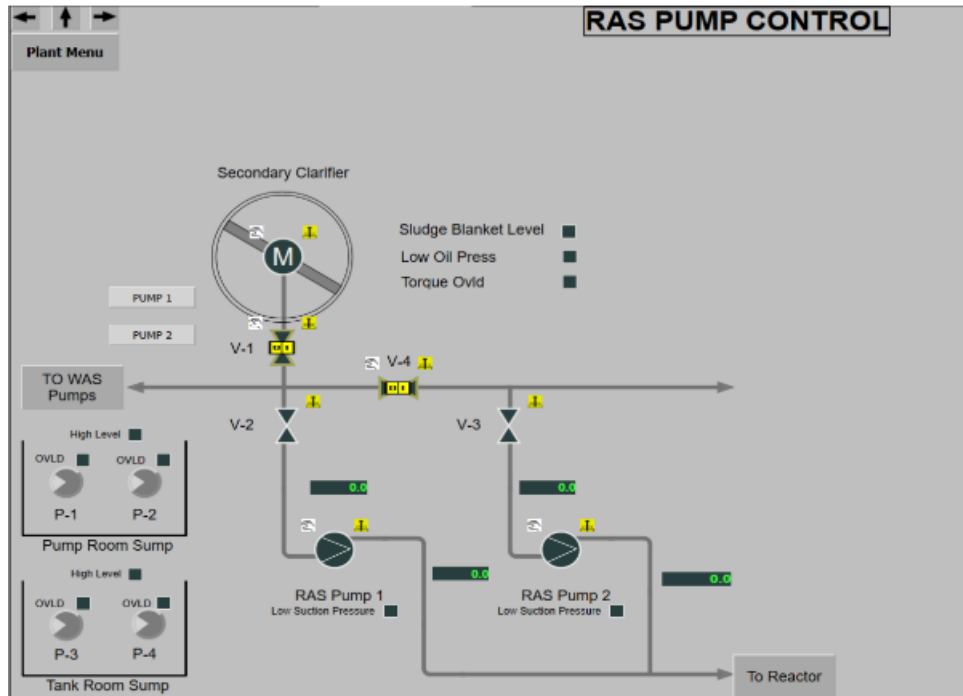 RAS PUMP CONTROL
Plant Menu
Secondary Clarifier
M
Sludge Blanket Level
Low Oil Press
Torque Ovld
PUMP 1
PUMP 2
V-1
V-4
TO WAS
Pumps
V-2
V-3
High Level
OVLD
OVLD
P-1
P-2
Pump Room Sump
0.0
0.0
High Level
OVLD
OVLD
P-3
P-4
Tank Room Sump
RAS Pump 1
Low Suction Pressure
0.0
RAS Pump 2
Low Suction Pressure
0.0
To Reactor